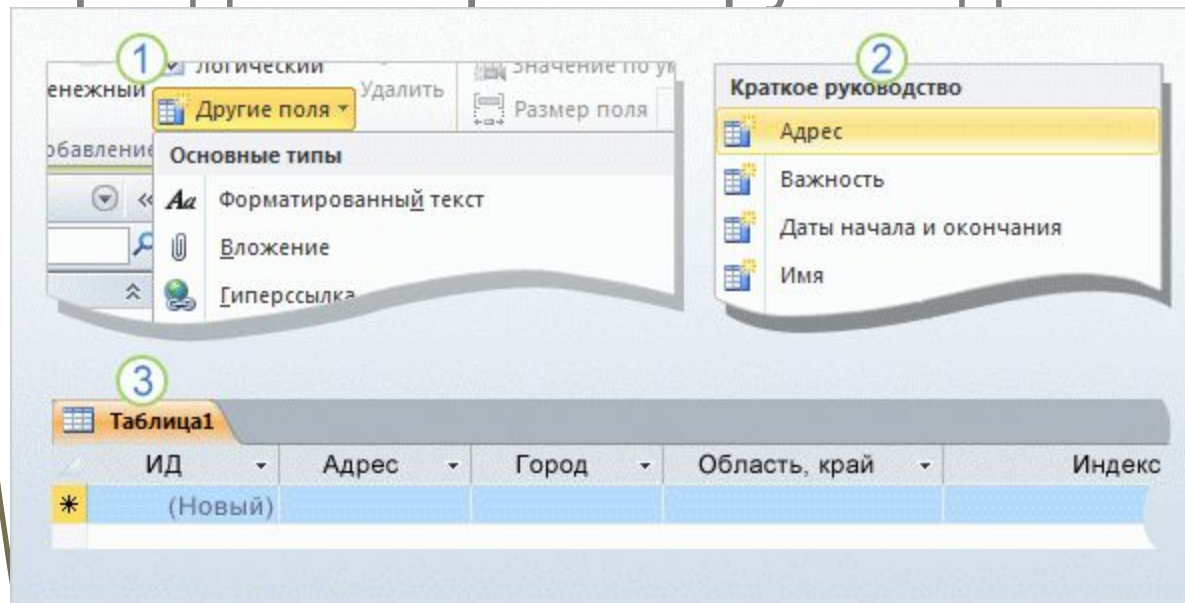 1
2
Логический
Значение по ум
енежный
Удалить
Другие поля
Размер поля
обавление
Основные типы
Форматированный текст
Вложение
Гиперссылка
Краткое руководство
Адрес
Важность
Даты начала и окончания
Имя
3
Таблица1
ИД Адрес Город Область, край Индекс
(Новый)